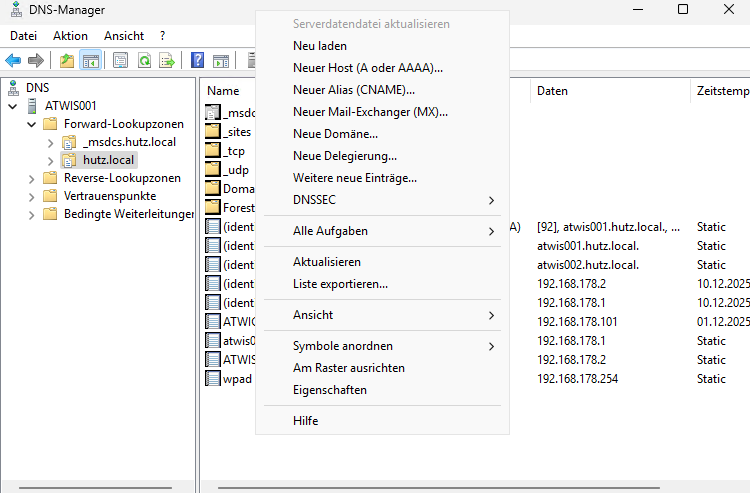 DNS-Manager
Datei Aktion Ansicht ?
DNS
ATWIS001
Forward-Lookupzonen
_msdcs.hutz.local
hutz.local
Reverse-Lookupzonen
Vertrauenspunkte
Bedingte Weiterleitungen
Name
_msdc
_sites
_tcp
_udp
Doma
Forest
(ident
(ident
(ident
(ident
(ident
ATWIC
atwis0
ATWIS
wpad
Serverdatendatei aktualisieren
Neu laden
Neuer Host (A oder AAAA)...
Neuer Alias (CNAME)...
Neuer Mail-Exchanger (MX)...
Neue Domäne...
Neue Delegierung...
Weitere neue Einträge...
DNSSEC
Alle Aufgaben
Aktualisieren
Liste exportieren...
Ansicht
Symbole anordnen
Am Raster ausrichten
Eigenschaften
Hilfe
Daten Zeitstemp
A) [92], atwis001.hutz.local., ... Static
atwis001.hutz.local. Static
atwis002.hutz.local. Static
192.168.178.2 10.12.2025
192.168.178.1 10.12.2025
192.168.178.101 01.12.2025
192.168.178.1 Static
192.168.178.2 Static
192.168.178.254 Static